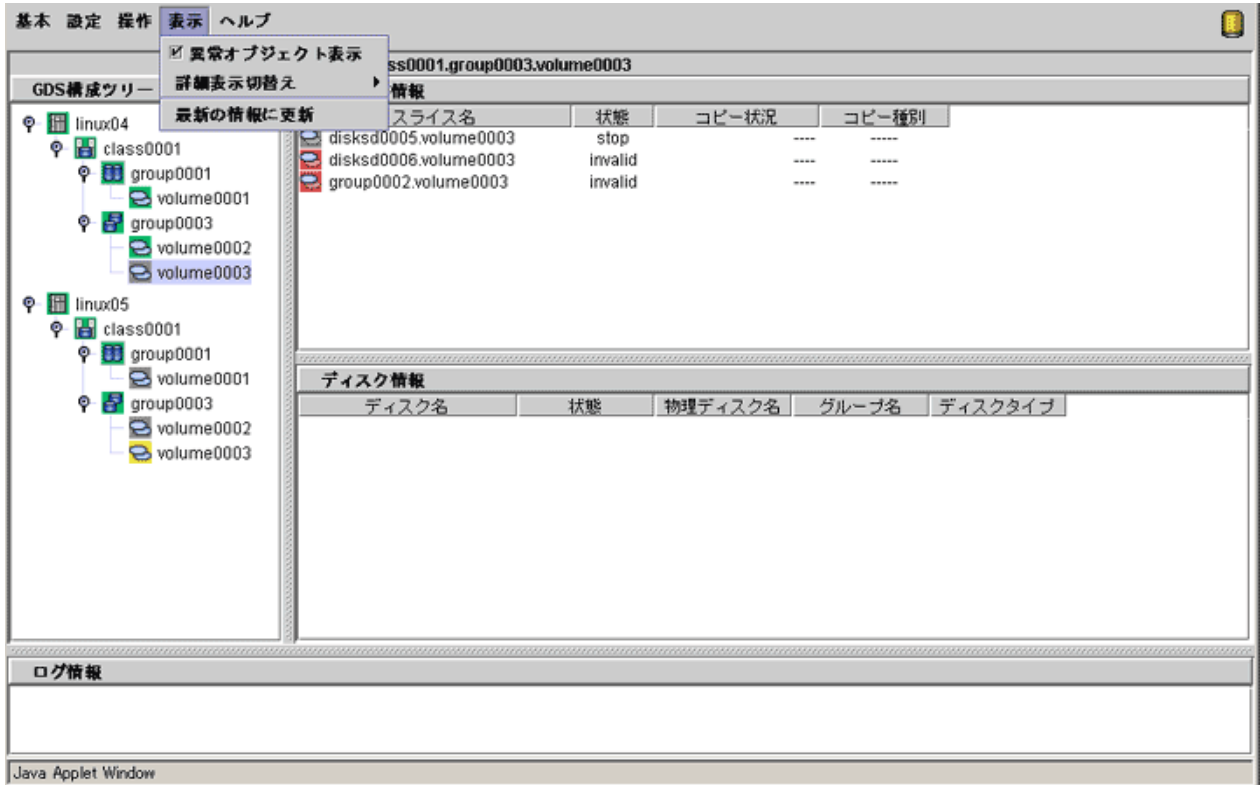 基本 設定 操作 表示 ヘルプ
異常オブジェクト表示
詳細表示切替え
最新の情報に更新
ss0001.group0003.volume0003
GDS構成ツリー
linux04
class0001
group0001
volume0001
group0003
volume0002
volume0003
linux05
class0001
group0001
volume0001
group0003
volume0002
volume0003
情報
スライス名 状態 コピー状況 コピー種別
disksd0005.volume0003 stop ---- -----
disksd0006.volume0003 invalid ---- -----
group0002.volume0003 invalid ---- -----
ディスク情報
ディスク名 状態 物理ディスク名 グループ名 ディスクタイプ
ログ情報
Java Applet Window